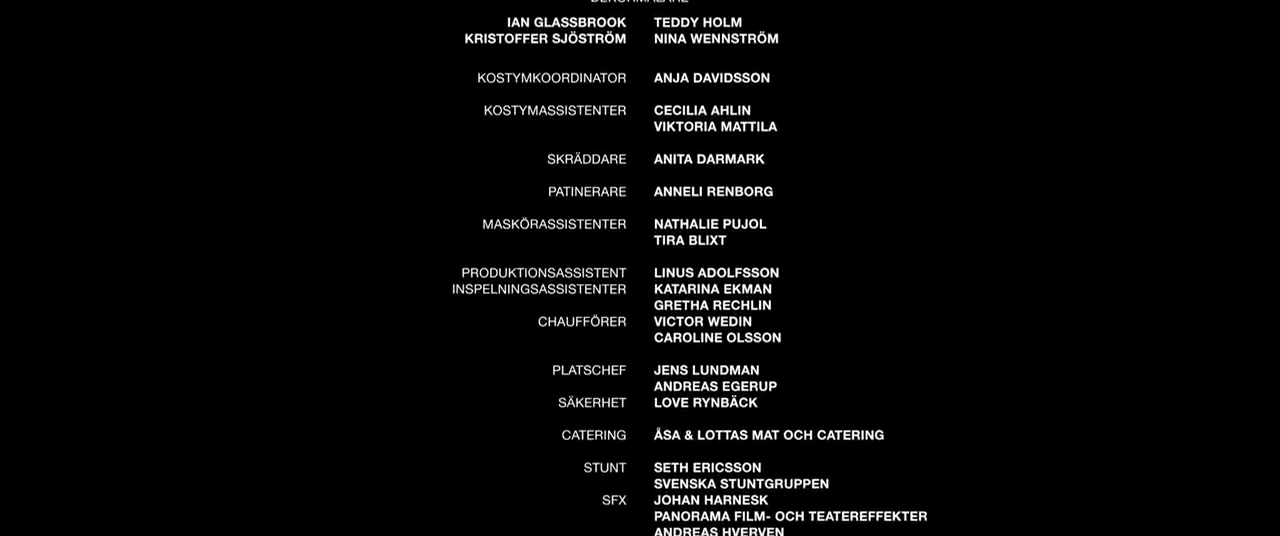 IAN GLASSBROOK TEDDY HOLM
KRISTOFFER SJÖSTRÖM NINA WENNSTRÖM
KOSTYMKOORDINATOR ANJA DAVIDSSON
KOSTYMASSISTENTER CECILIA AHLIN
VIKTORIA MATTILA
SKRÄDDARE ANITA DARMARK
PATINERARE ANNELI RENBORG
MASKÖRASSISTENTER NATHALIE PUJOL
TIRA BLIXT
PRODUKTIONSASSISTENT LINUS ADOLFSSON
INSPELNINGSASSISTENTER KATARINA EKMAN
GRETHA RECHLIN
CHAUFFÖRER VICTOR WEDIN
CAROLINE OLSSON
PLATSCHEF JENS LUNDMAN
ANDREAS EGERUP
SÄKERHET LOVE RYNBÄCK
CATERING ÅSA & LOTTAS MAT OCH CATERING
STUNT SETH ERICSSON
SVENSKA STUNTGRUPPEN
SFX JOHAN HARNESK
PANORAMA FILM- OCH TEATEREFFEKTER
ANDREAS HVERVEN